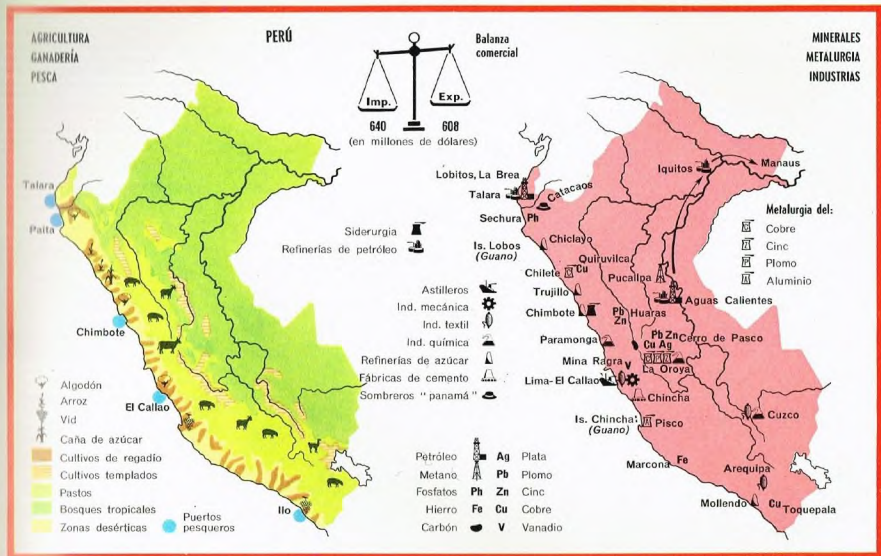 AGRICULTURA
GANADERÍA
PESCA
PERÚ
Balanza
comercial
Imp.
Exp.
640
608
(en millones de dólares)
MINERALES
METALURGIA
INDUSTRIAS
Talara
Paita
Chimbote
El Callao
Ilo
Algodón
Arroz
Vid
Caña de azúcar
Cultivos de regadío
Cultivos templados
Pastos
Bosques tropicales
Zonas desérticas
Puertos
pesqueros
Siderurgia
Refinerías de petróleo
Astilleros
Ind. mecánica
Ind. textil
Ind. química
Refinerías de azúcar
Fábricas de cemento
Sombreros "panamá"
Petróleo
Ag Plata
Metano
Pb Plomo
Fosfatos Ph
Zn Cinc
Hierro Fe
Cu Cobre
Carbón
V Vanadio
Metalurgia del:
Cobre
Cinc
Plomo
Aluminio
Lobitos, La Brea
Talara
Catacaos
Sechura Ph
Iquitos
Manaus
Is. Lobos
(Guano)
Chiclayo
Quiruvilca
Chilete
Cu
Pucallpa
Trujillo
Aguas Calientes
Chimbote
Pb
Zn
Huaras
Paramonga
Pb Zn
Cu Ag
Cerro de Pasco
Mina Ragra
V
La Oroya
Lima-El Callao
Chincha
Is. Chincha
(Guano)
Pisco
Cuzco
Marcona
Fe
Arequipa
Mollendo
Cu
Toquepala